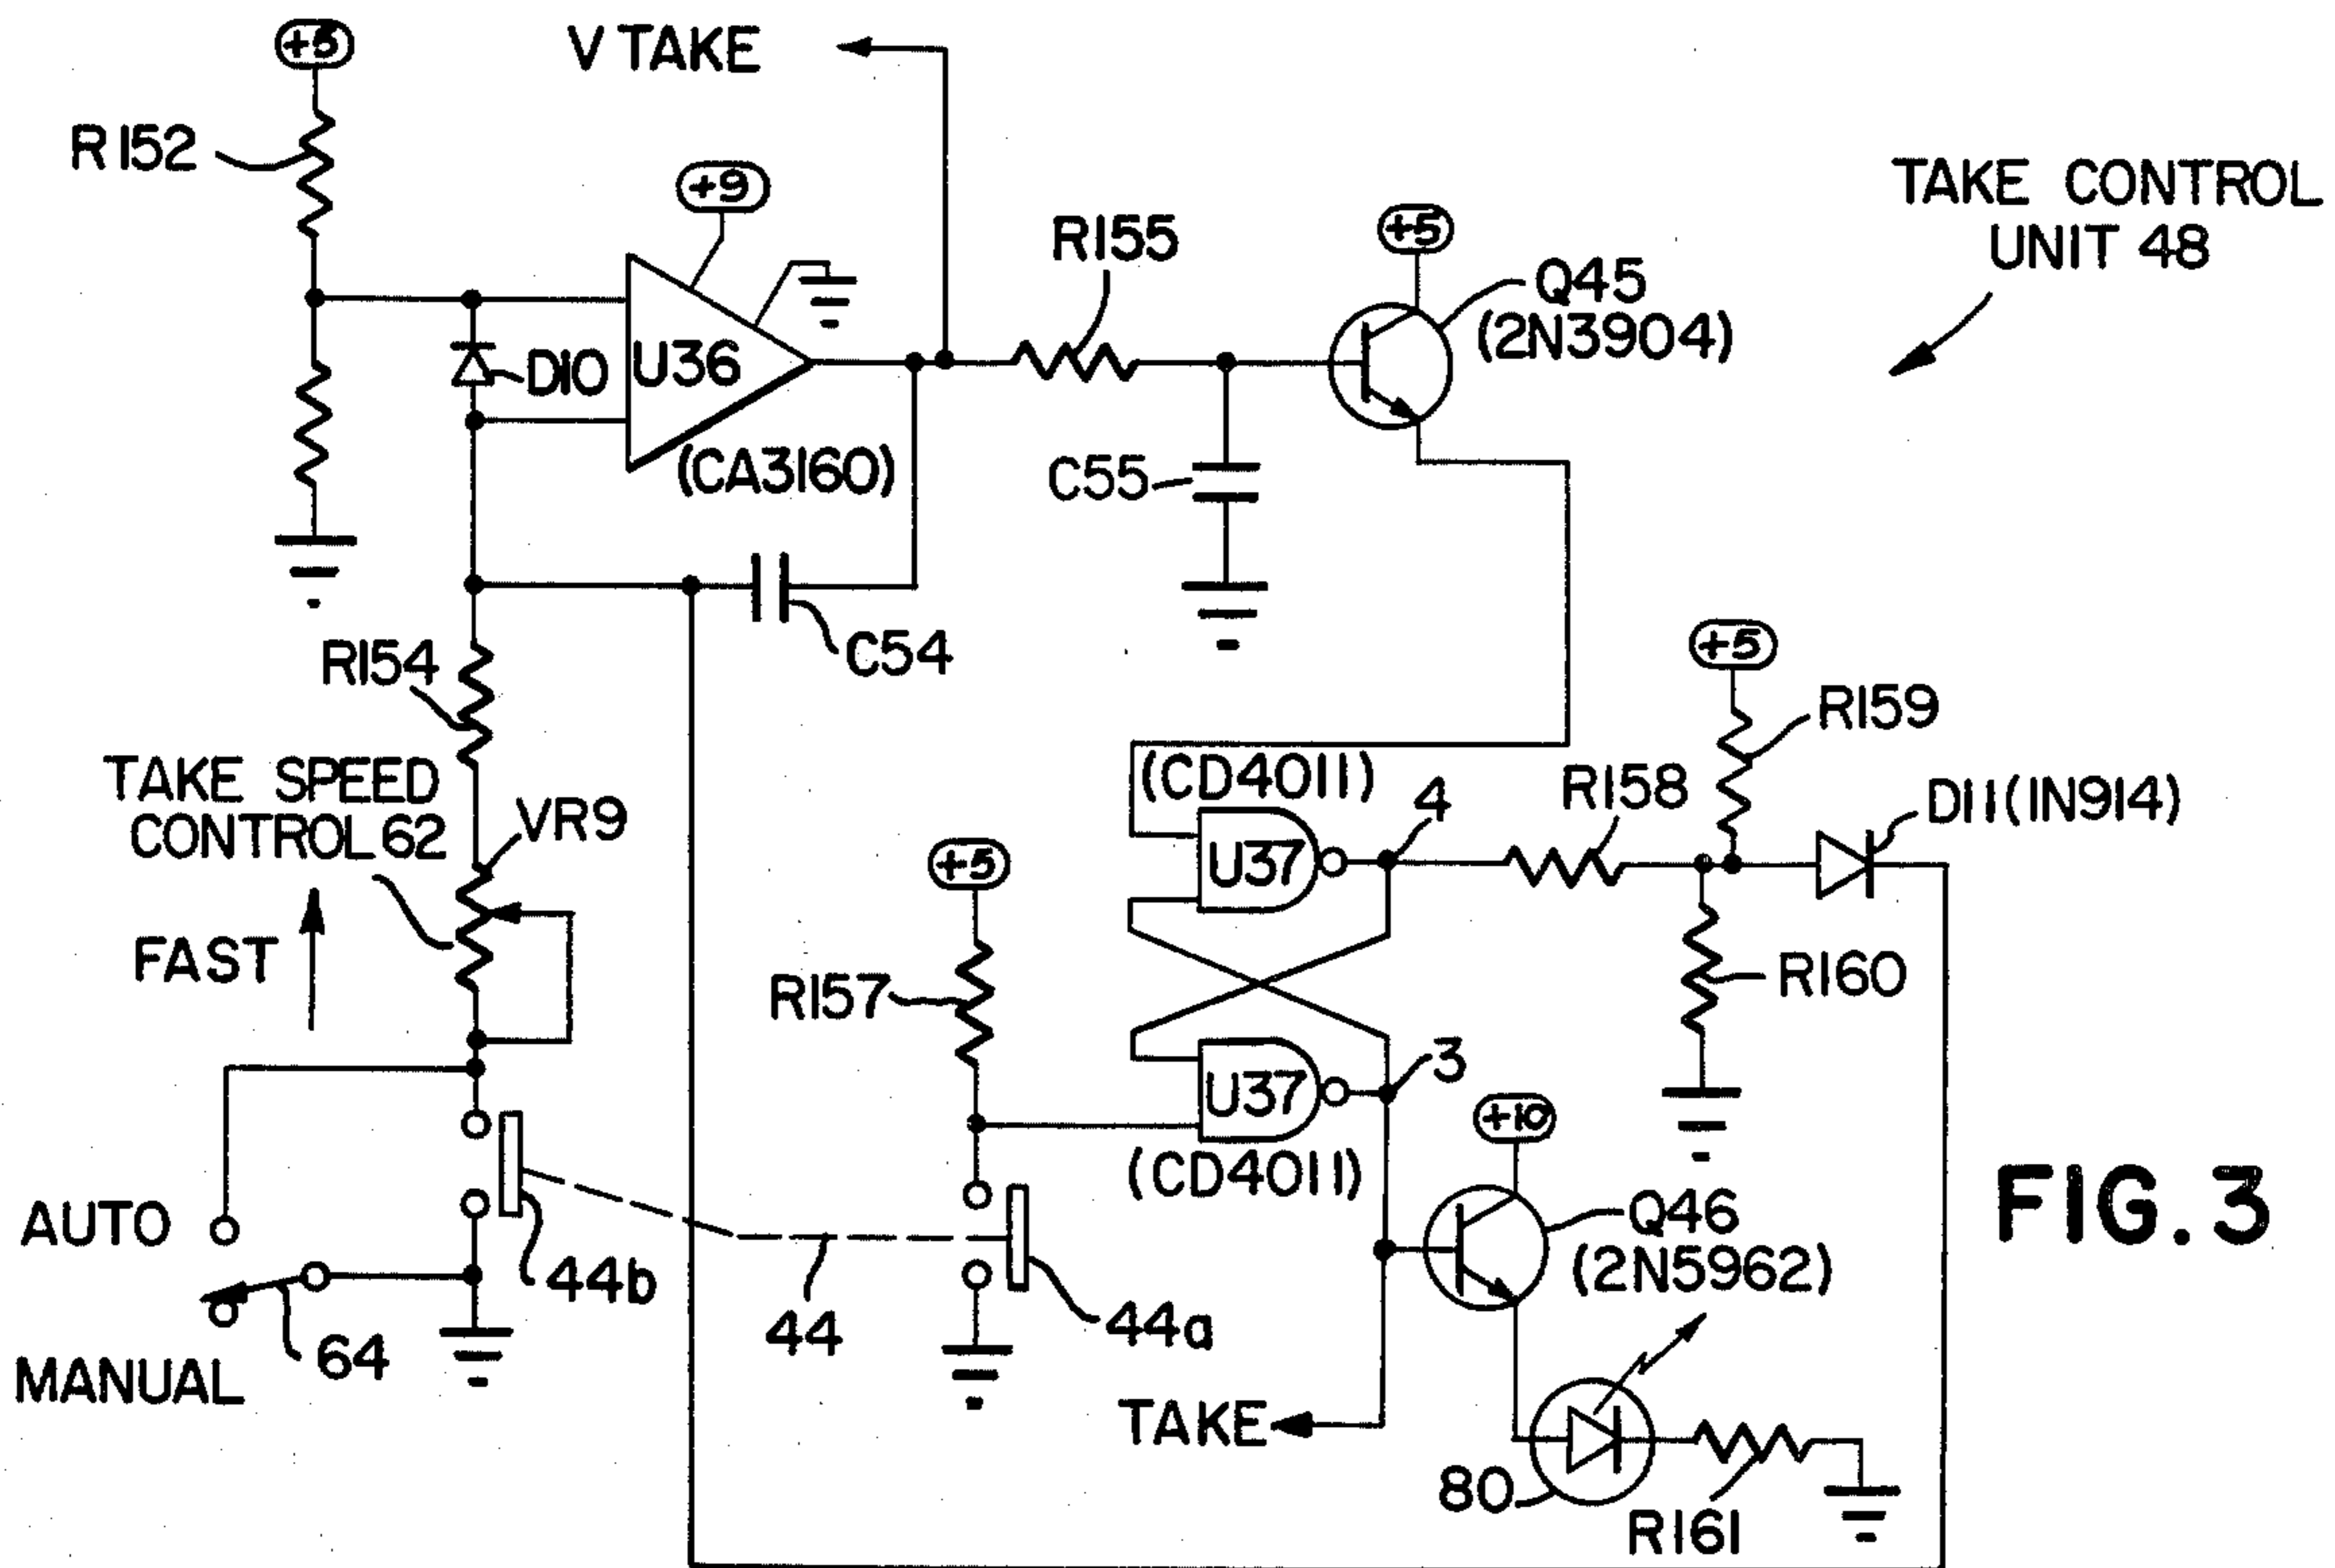 +5
V TAKE
R152
+9
TAKE CONTROL
UNIT 48
R155
+5
Q45
(2N3904)
D10
U36
(CA3160)
C55
C54
R154
+5
R159
TAKE SPEED
CONTROL 62
VR9
(CD4011)
4
R158
D11(IN914)
U37
+5
FAST
R157
R160
U37
3
(CD4011)
+10
AUTO
44b
44
44a
Q46
(2N5962)
FIG. 3
64
MANUAL
TAKE
80
R161